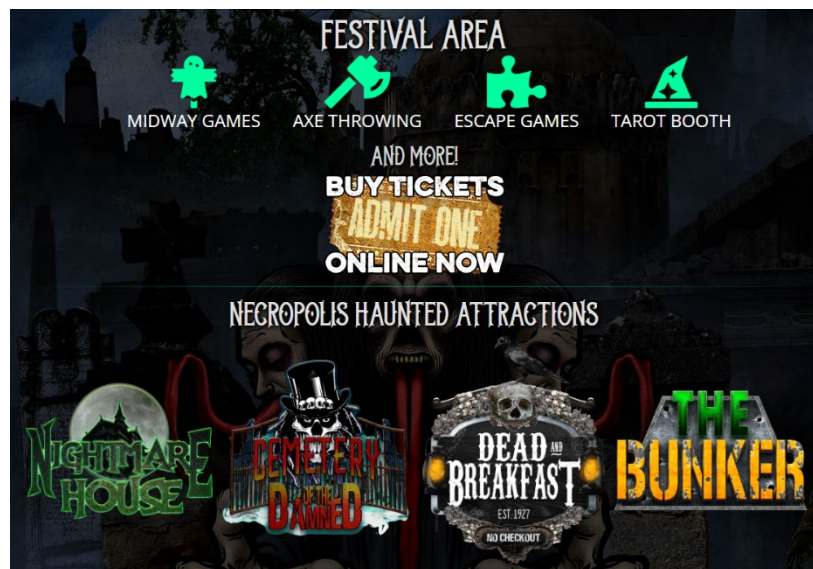 FESTIVAL AREA
MIDWAY GAMES AXE THROWING ESCAPE GAMES TAROT BOOTH
AND MORE!
BUY TICKETS
ADMIT ONE
ONLINE NOW
NECROPOLIS HAUNTED ATTRACTIONS
NIGHTMARE
HOUSE
CEMETERY
OF THE
DAMNED
DEAD AND
BREAKFAST
EST 1927
NO CHECKOUT
THE
BUNKER